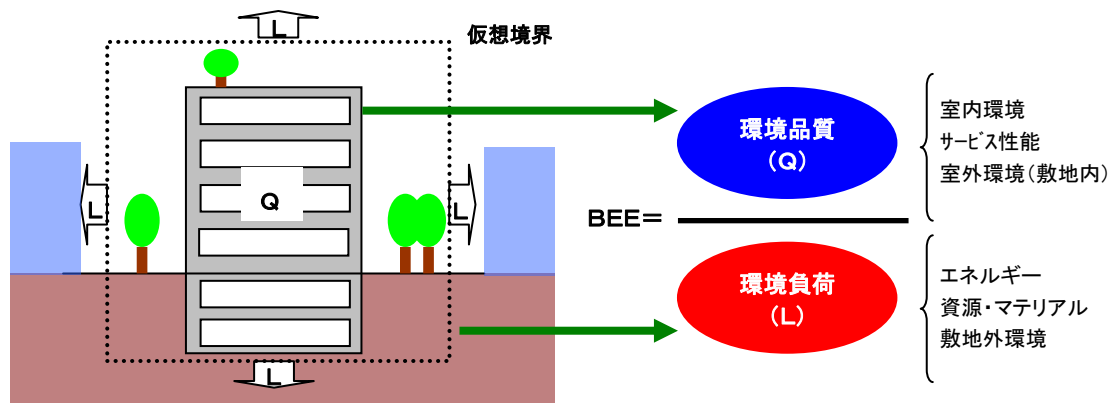 L
仮想境界
L
Q
L
L
環境品質
(Q)
BEE=
環境負荷
(L)
室内環境
サービス性能
室外環境(敷地内)
エネルギー
資源・マテリアル
敷地外環境